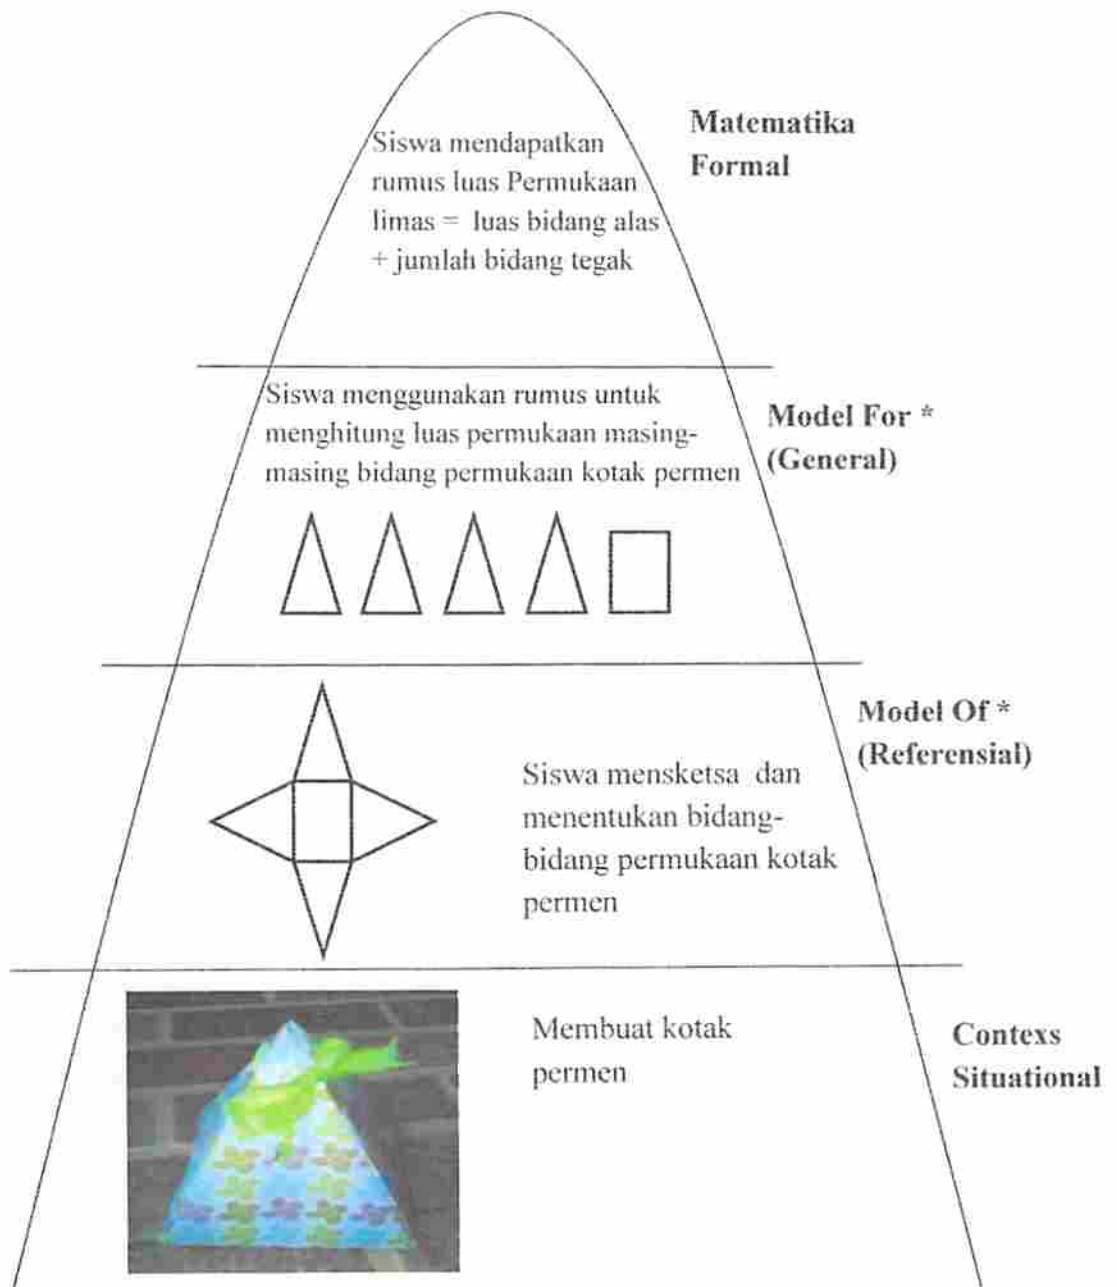 Siswa mendapatkan
rumus luas Permukaan
limas = luas bidang alas
+ jumlah bidang tegak
Matematika
Formal
Siswa menggunakan rumus untuk
menghitung luas permukaan masing-
masing bidang permukaan kotak permen
Model For *
(General)
Model Of *
(Referensial)
Siswa mensketsa dan
menentukan bidang-
bidang permukaan kotak
permen
Membuat kotak
permen
Contexs
Situational